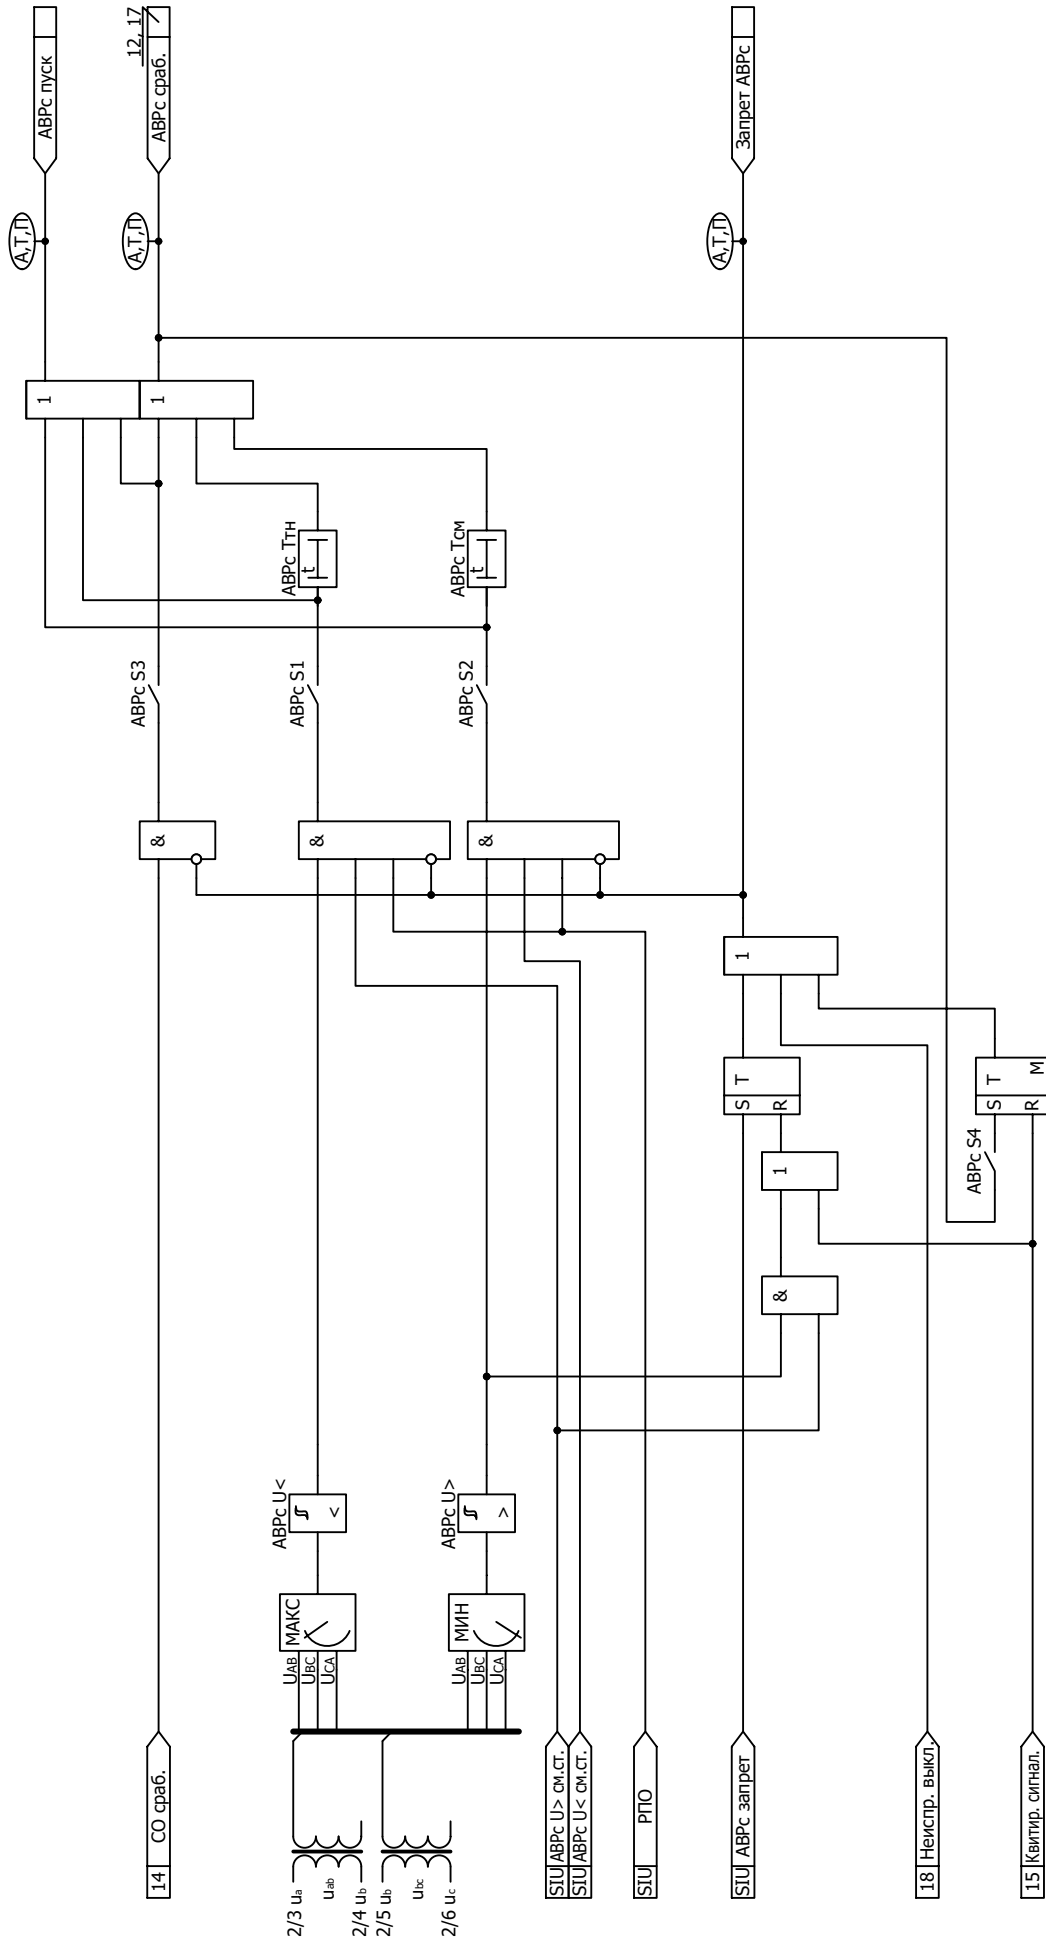 АВРс пуск
12, 17
АВРс сраб.
Запрет АВРс
А,Т,П
А,Т,П
А,Т,П
1
1
АВРс Tтн
t
АВРс Tсм
t
АВРс S3
АВРс S1
АВРс S2
&
&
&
1
S T
R
S T
R M
АВРс S4
1
&
АВРс U<
<
АВРс U>
>
МАКС
UAB
UBC
UCA
МИН
UAB
UBC
UCA
14 СО сраб.
2/3 ua
uab
2/4 ub
2/5 ub
ubc
2/6 uc
SIU АВРс U> см.ст.
SIU АВРс U< см.ст.
SIU РПО
SIU АВРс запрет
18 Неиспр. выкл.
15 Квитир. сигнал.